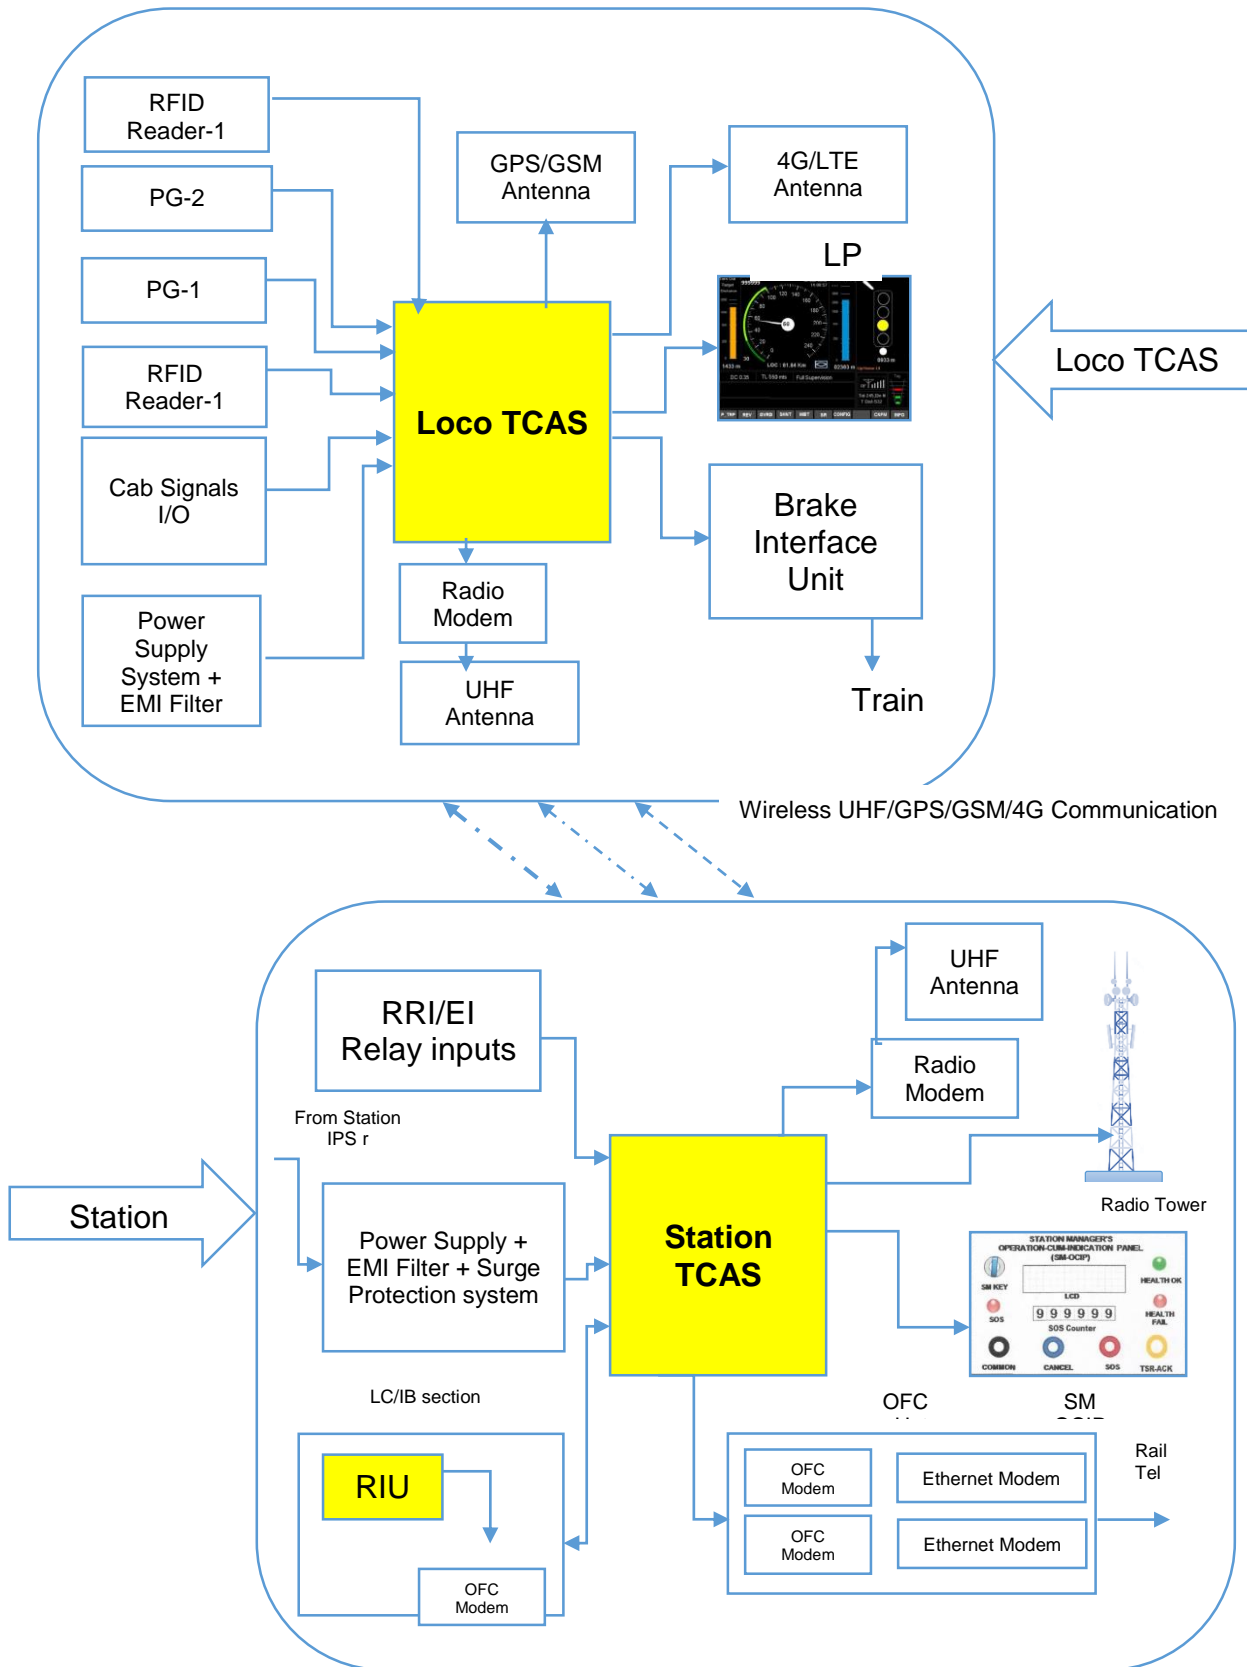 RFID
Reader-1
PG-2
PG-1
RFID
Reader-1
Cab Signals
I/O
Power
Supply
System +
EMI Filter
GPS/GSM
Antenna
4G/LTE
Antenna
LP
Loco TCAS
Radio
Modem
UHF
Antenna
Brake
Interface
Unit
Train
Loco TCAS
Wireless UHF/GPS/GSM/4G Communication
RRI/EI
Relay inputs
From Station
IPS r
Station
Power Supply +
EMI Filter + Surge
Protection system
Station
TCAS
UHF
Antenna
Radio
Modem
Radio Tower
STATION MANAGER'S
OPERATION-CUM-INDICATION PANEL
(SM-OCIP)
SM KEY
LCD
HEALTH OK
SOS
999999
SOS Counter
HEALTH
FAIL
COMMON CANCEL SOS TSR-ACK
LC/IB section
RIU
OFC
Modem
OFC
SM
OFC
Modem
Ethernet Modem
OFC
Modem
Ethernet Modem
Rail
Tel